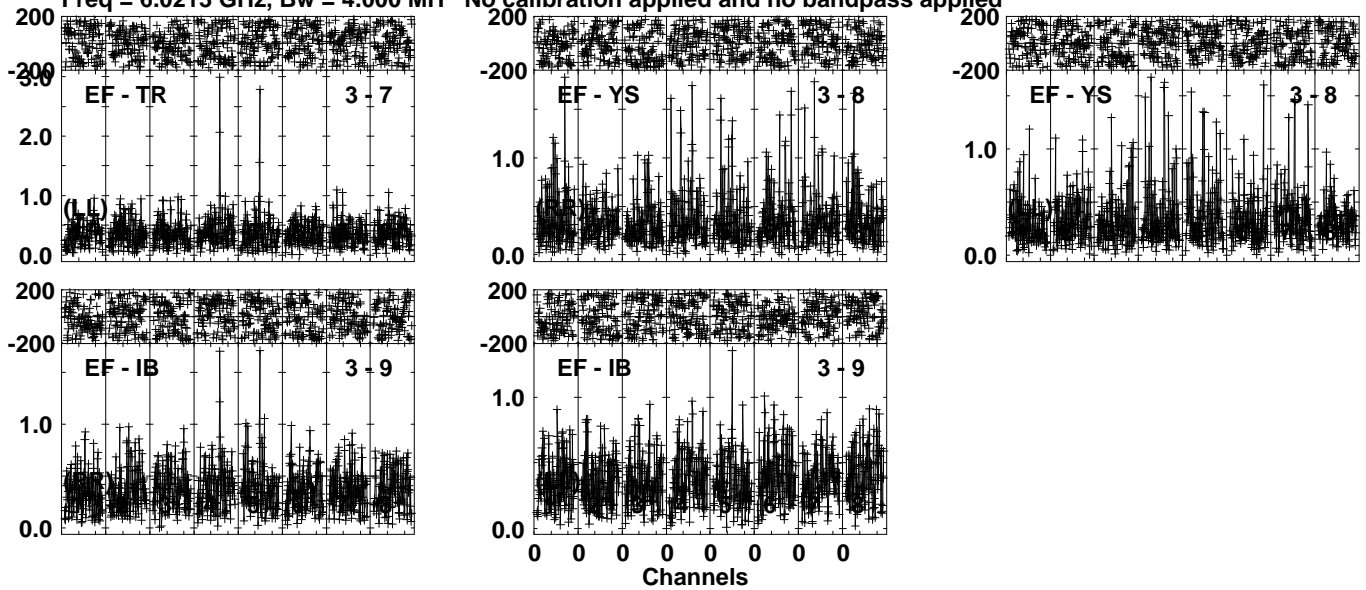 Freq = 6.0215 GHz, Bw = 4.000 MH No calibration applied and no bandpass applied
200 200 200
-200 -200 -200
3.0
EF - TR 3 - 7 EF - YS 3 - 8 EF - YS 3 - 8
2.0
1.0 1.0 1.0
(LL) (RR)
0.0 0.0 0.0
200 200
-200 -200
EF - IB 3 - 9 EF - IB 3 - 9
1.0 1.0
(RR)
0.0 0.0
0 0 0 0 0 0 0 0
Channels